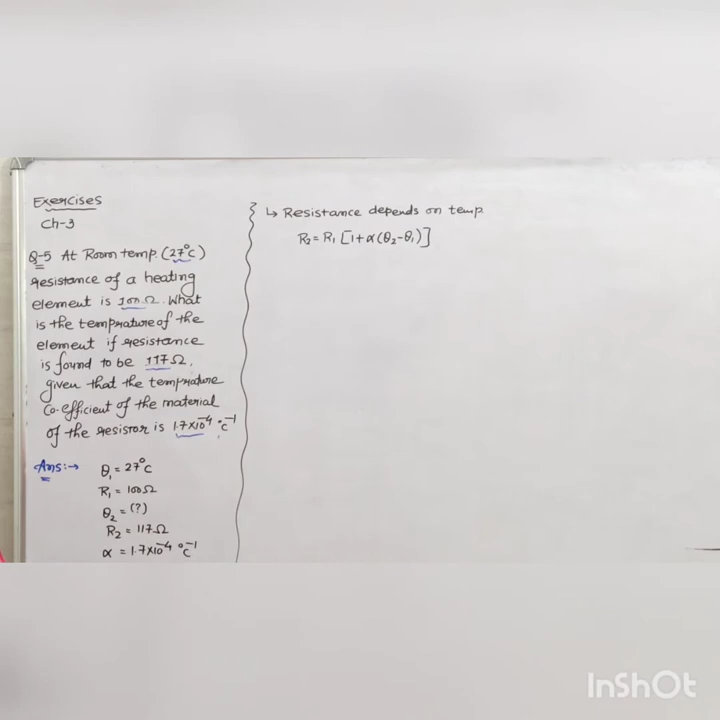 Exercises
Ch-3
Q-5 At Room temp. (27°C)
resistance of a heating
element is 100Ω. What
is the temprature of the
element if resistance
is found to be 117Ω,
given that the temprature
Co-efficient of the material
of the resistor is 1.7×10⁻⁴ °C⁻¹
Ans:→ θ₁ = 27°C
R₁ = 100Ω
θ₂ = (?)
R₂ = 117Ω
α = 1.7×10⁻⁴ °C⁻¹
↳ Resistance depends on temp.
R₂ = R₁ [1+α(θ₂-θ₁)]
InShOt